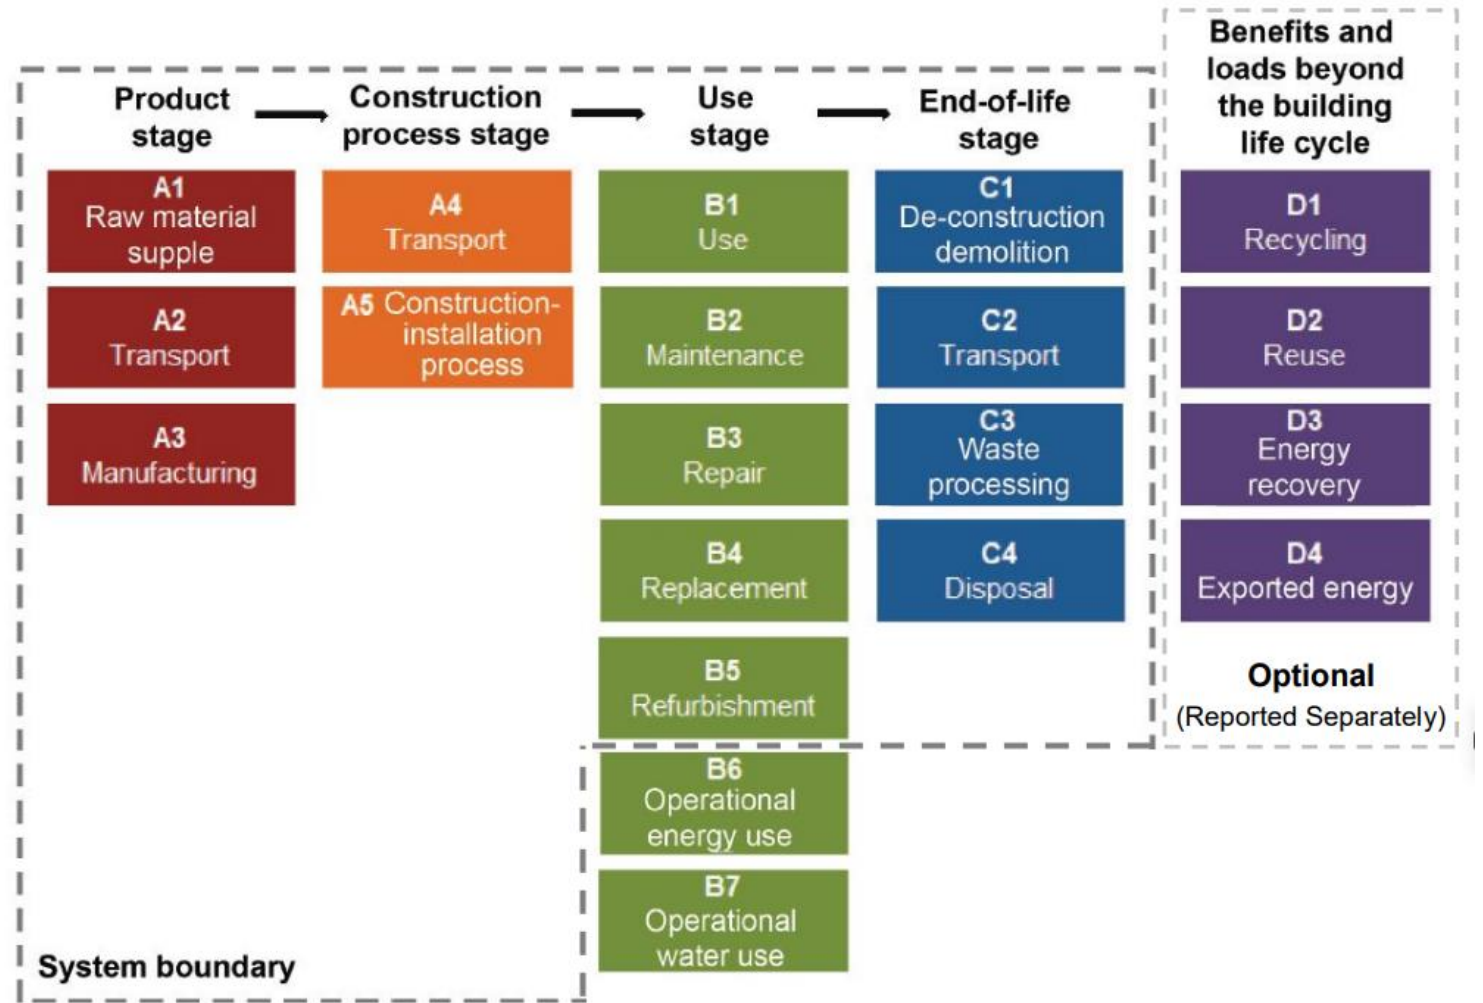 Product
stage
A1
Raw material
supple
A2
Transport
A3
Manufacturing
Construction
process stage
A4
Transport
A5 Construction-
installation
process
Use
stage
B1
Use
B2
Maintenance
B3
Repair
B4
Replacement
B5
Refurbishment
B6
Operational
energy use
B7
Operational
water use
End-of-life
stage
C1
De-construction
demolition
C2
Transport
C3
Waste
processing
C4
Disposal
Benefits and
loads beyond
the building
life cycle
D1
Recycling
D2
Reuse
D3
Energy
recovery
D4
Exported energy
Optional
(Reported Separately)
System boundary